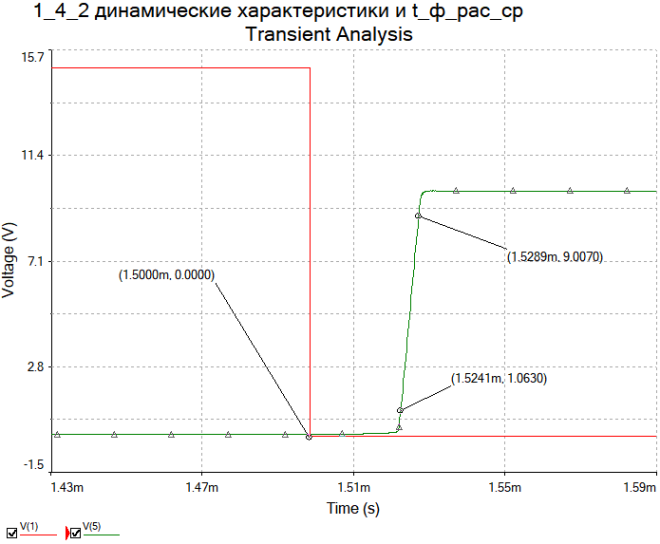 1_4_2 динамические характеристики и t_ф_рас_ср
Transient Analysis
15.7
11.4
7.1
2.8
-1.5
Voltage (V)
(1.5000m, 0.0000)
(1.5289m, 9.0070)
(1.5241m, 1.0630)
1.43m 1.47m 1.51m 1.55m 1.59m
Time (s)
V(1) V(5)